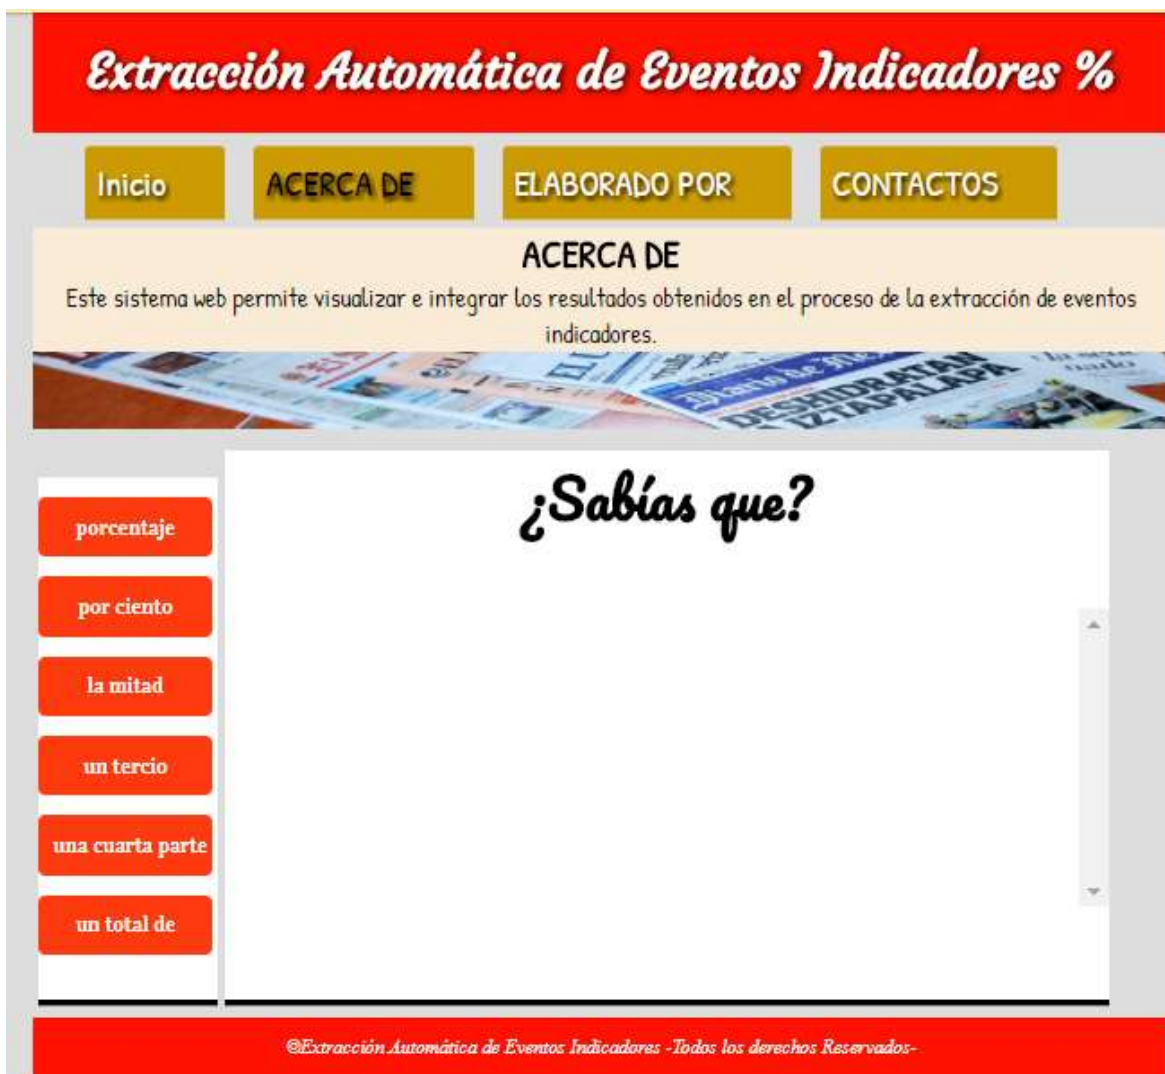 Extracción Automática de Eventos Indicadores %
Inicio
ACERCA DE
ELABORADO POR
CONTACTOS
ACERCA DE
Este sistema web permite visualizar e integrar los resultados obtenidos en el proceso de la extracción de eventos
indicadores.
DESHIDRATAN
IZTAPALAPA
¿Sabías que?
porcentaje
por ciento
la mitad
un tercio
una cuarta parte
un total de
@Extracción Automática de Eventos Indicadores -Todos los derechos Reservados-